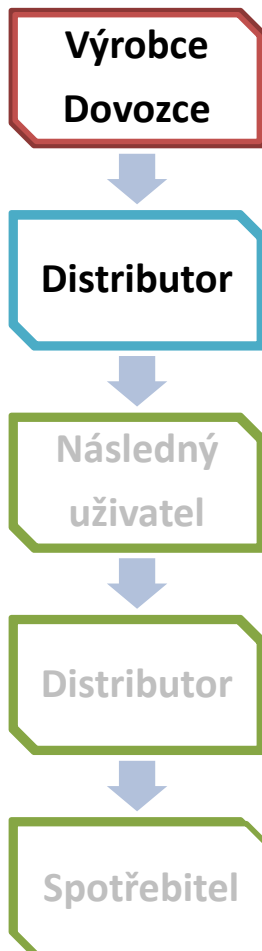 Výrobce
Dovozce
Distributor
Následný
uživatel
Distributor
Spotřebitel